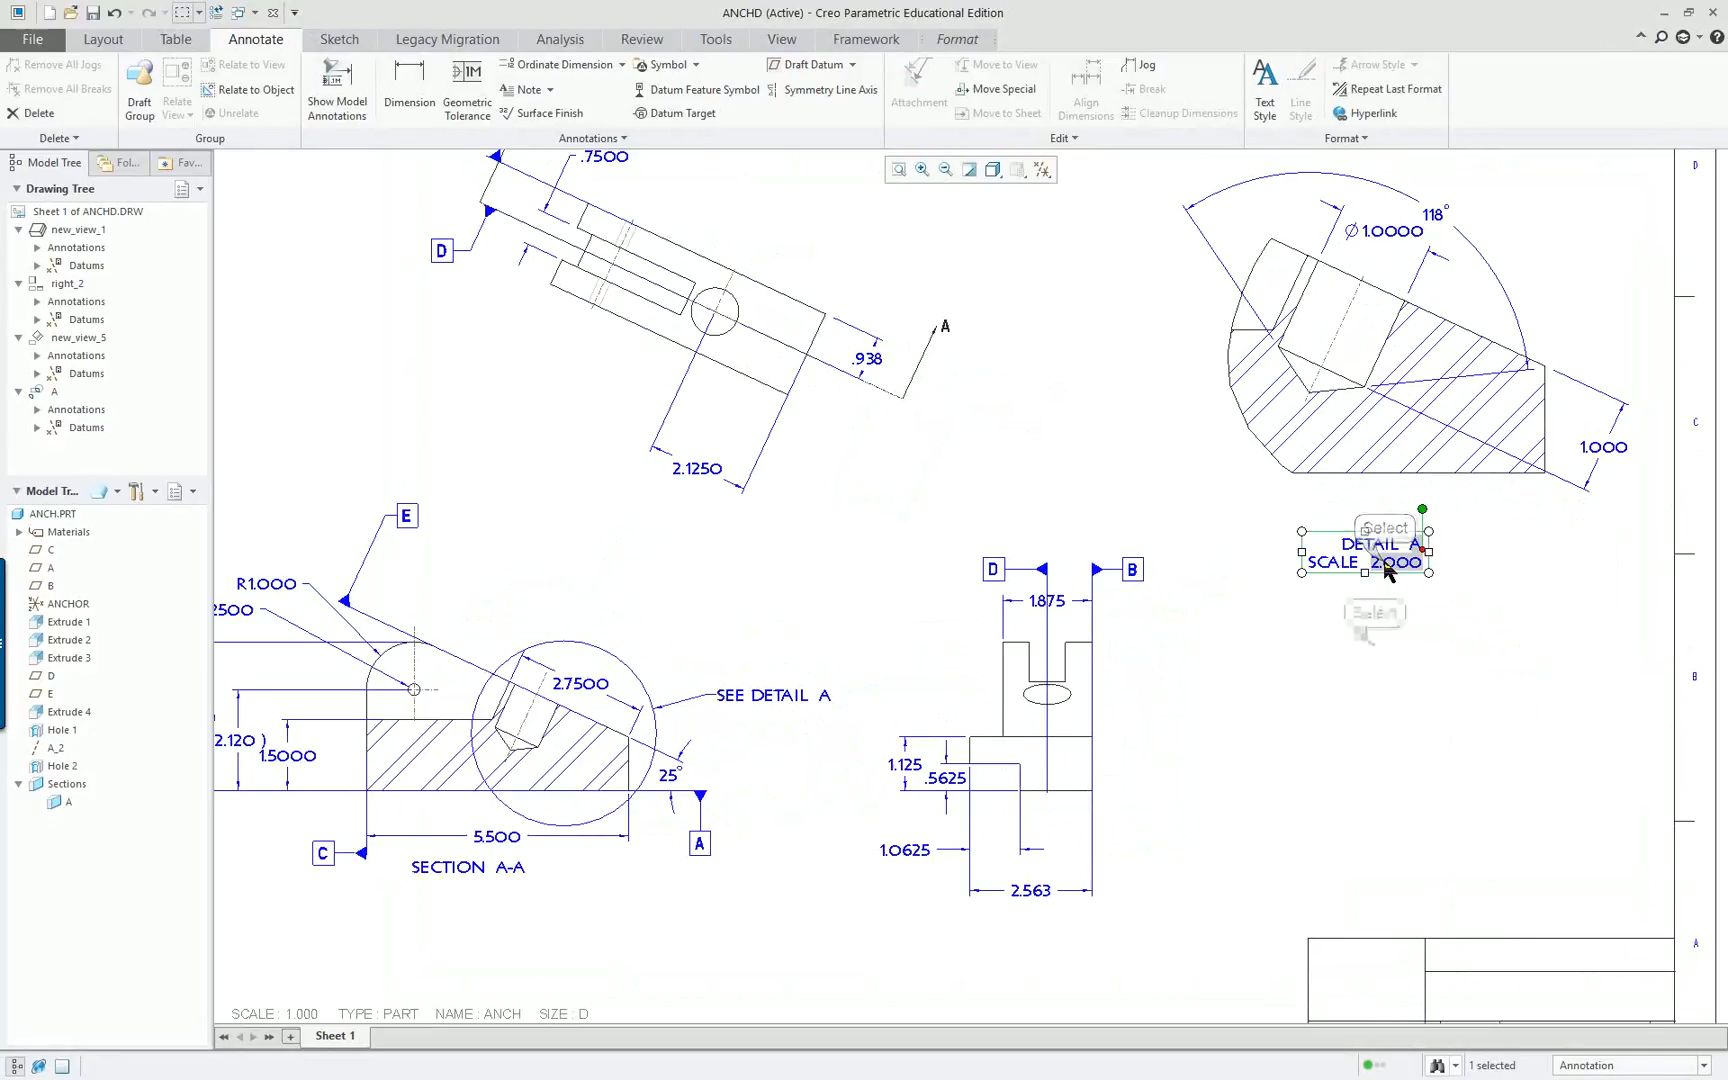 ANCHD (Active) - Creo Parametric Educational Edition
File
Layout
Table
Annotate
Sketch
Legacy Migration
Analysis
Review
Tools
View
Framework
Format
Remove All Jogs
Remove All Breaks
Delete
Delete
Draft Group
Relate View
Relate to View
Relate to Object
Unrelate
Group
Show Model Annotations
Dimension
Geometric Tolerance
Ordinate Dimension
Note
Surface Finish
Symbol
Datum Feature Symbol
Datum Target
Draft Datum
Symmetry Line Axis
Annotations
Attachment
Move to View
Move Special
Move to Sheet
Align Dimensions
Jog
Break
Cleanup Dimensions
Edit
Text Style
Line Style
Arrow Style
Repeat Last Format
Hyperlink
Format
Model Tree
Fol...
Fav...
Drawing Tree
Sheet 1 of ANCHD.DRW
new_view_1
Annotations
Datums
right_2
Annotations
Datums
new_view_5
Annotations
Datums
A
Annotations
Datums
Model Tr...
ANCH.PRT
Materials
C
A
B
ANCHOR
Extrude 1
Extrude 2
Extrude 3
D
E
Extrude 4
Hole 1
A_2
Hole 2
Sections
A
.7500
D
A
.938
2.1250
118°
Ø1.0000
1.000
D
C
B
A
Select
DETAIL A
SCALE 2.000
E
R1.000
2500
2.7500
SEE DETAIL A
2.120 )
1.5000
25°
5.500
C
A
SECTION A-A
D
B
1.875
1.125
.5625
1.0625
2.563
SCALE : 1.000 TYPE : PART NAME : ANCH SIZE : D
Sheet 1
1 selected
Annotation